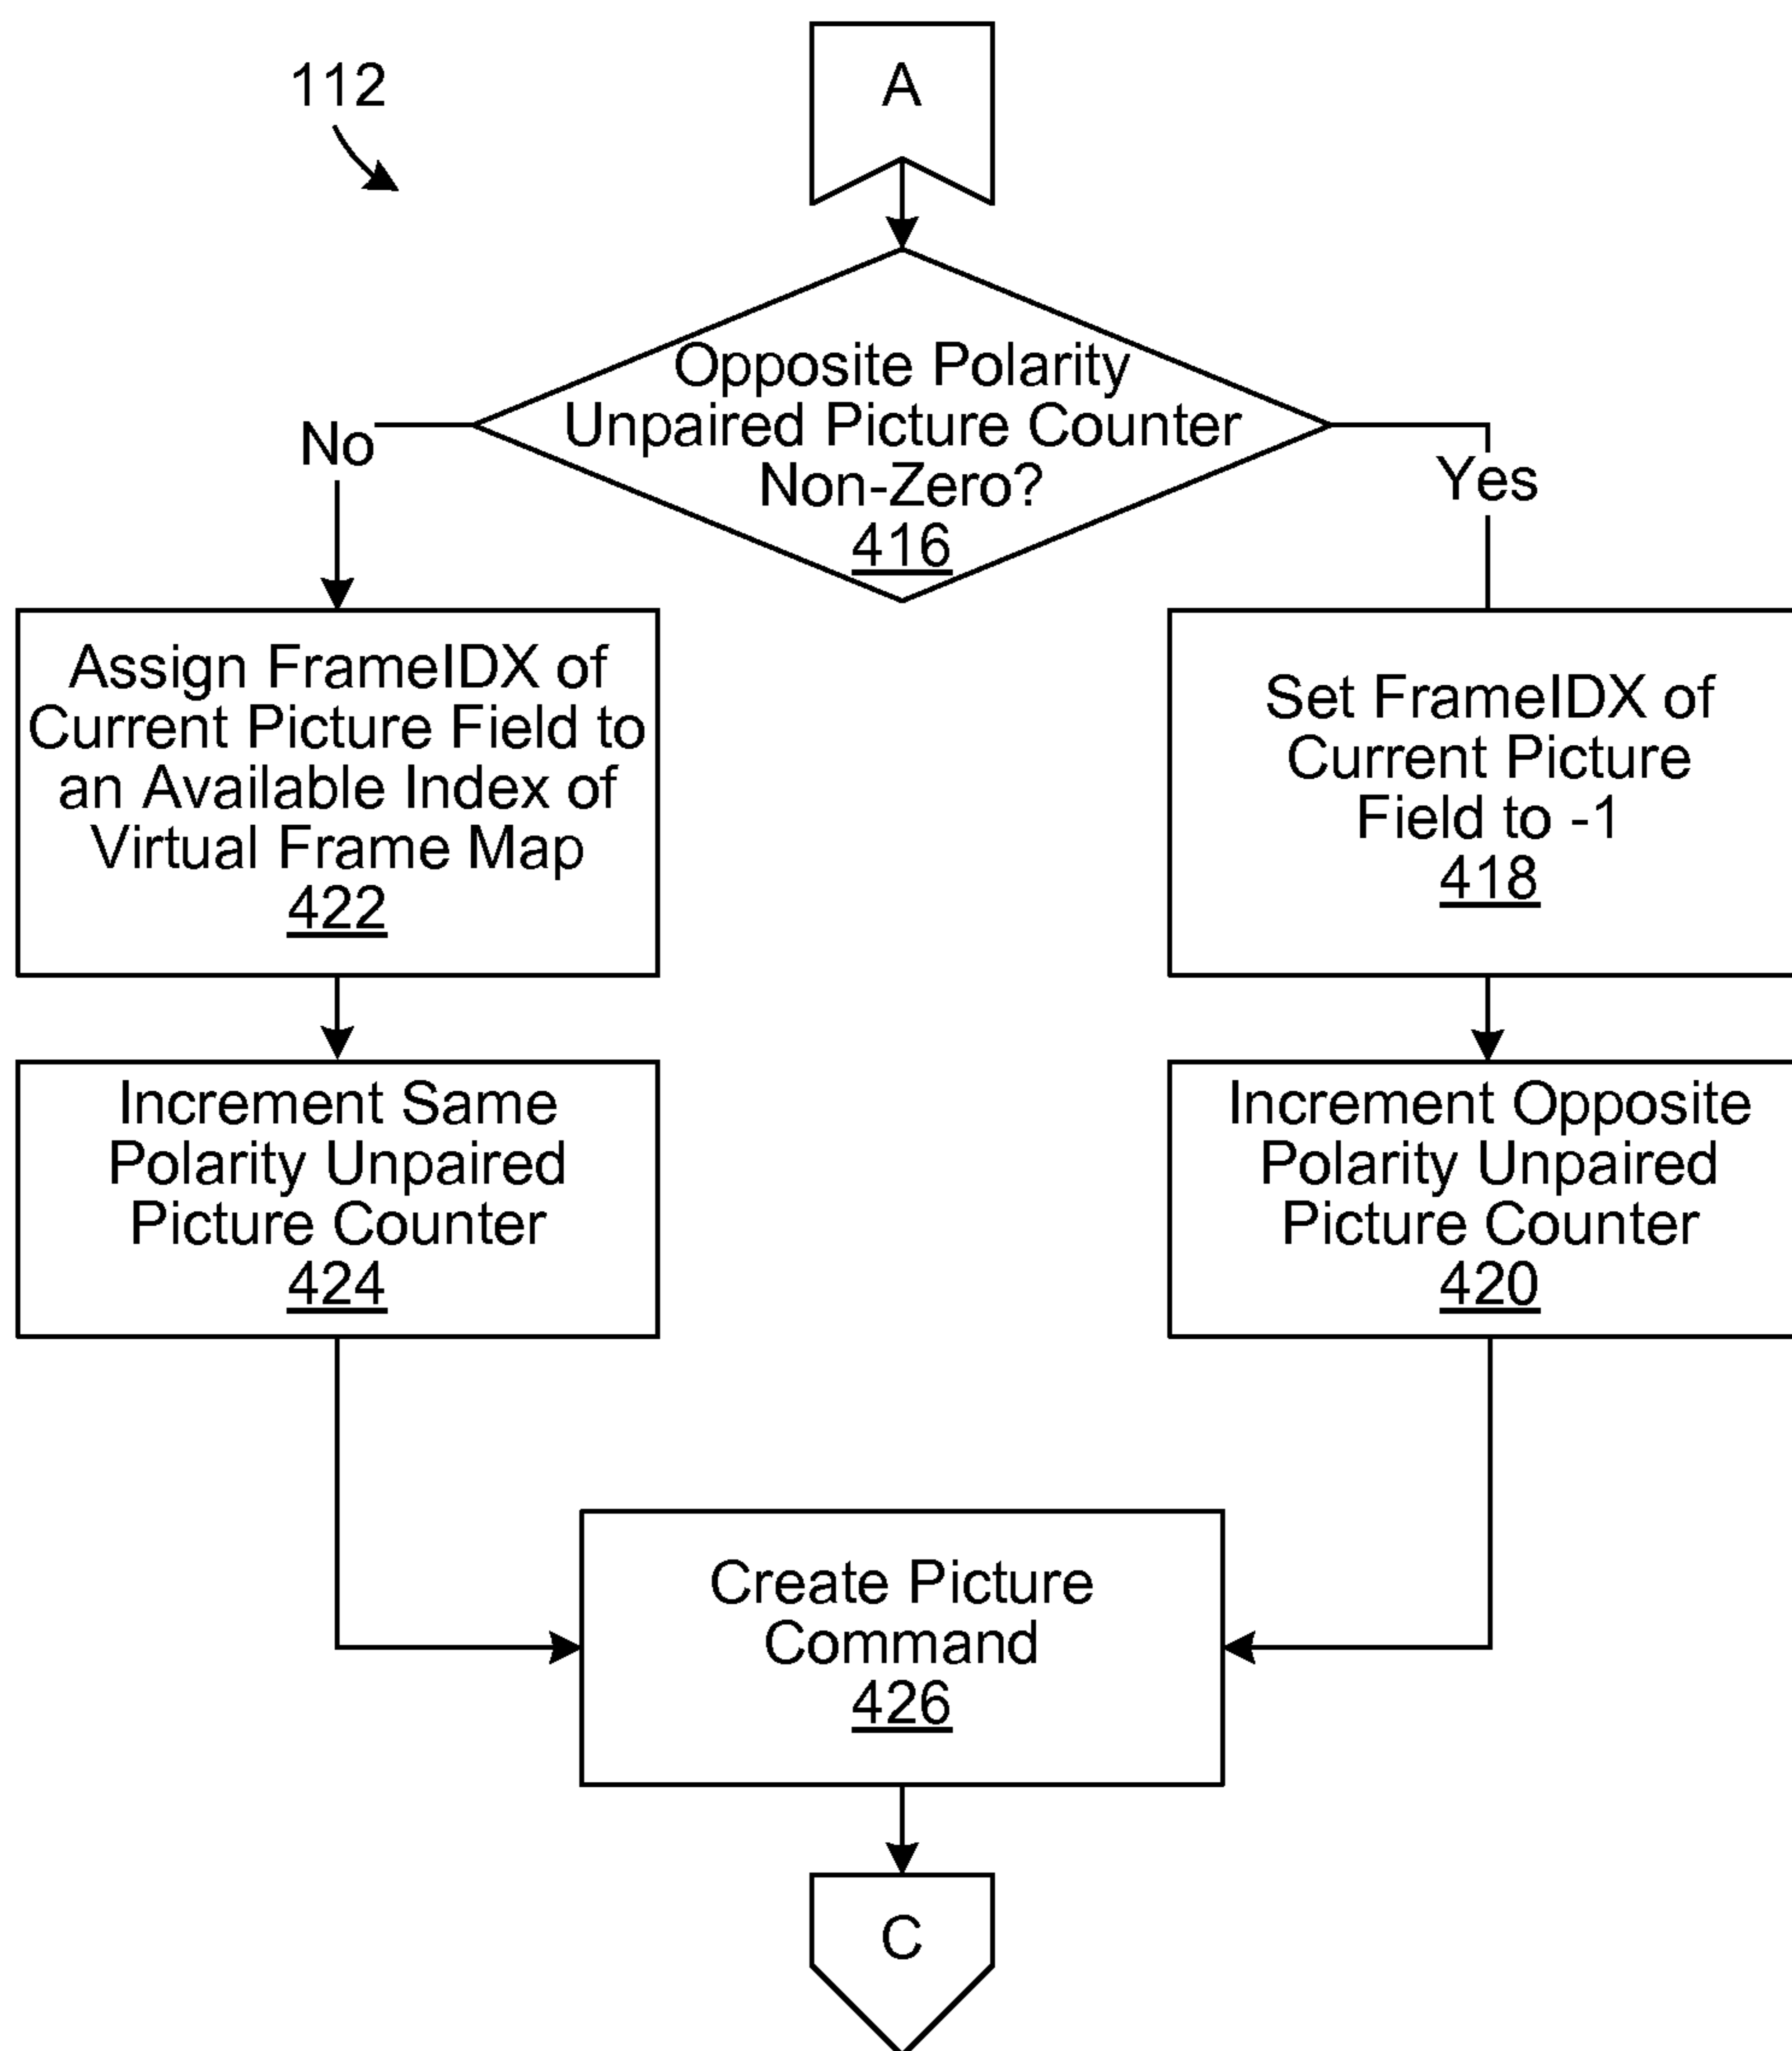 112
A
Opposite Polarity
Unpaired Picture Counter
Non-Zero?
416
No
Yes
Assign FrameIDX of
Current Picture Field to
an Available Index of
Virtual Frame Map
422
Set FrameIDX of
Current Picture
Field to -1
418
Increment Same
Polarity Unpaired
Picture Counter
424
Increment Opposite
Polarity Unpaired
Picture Counter
420
Create Picture
Command
426
C